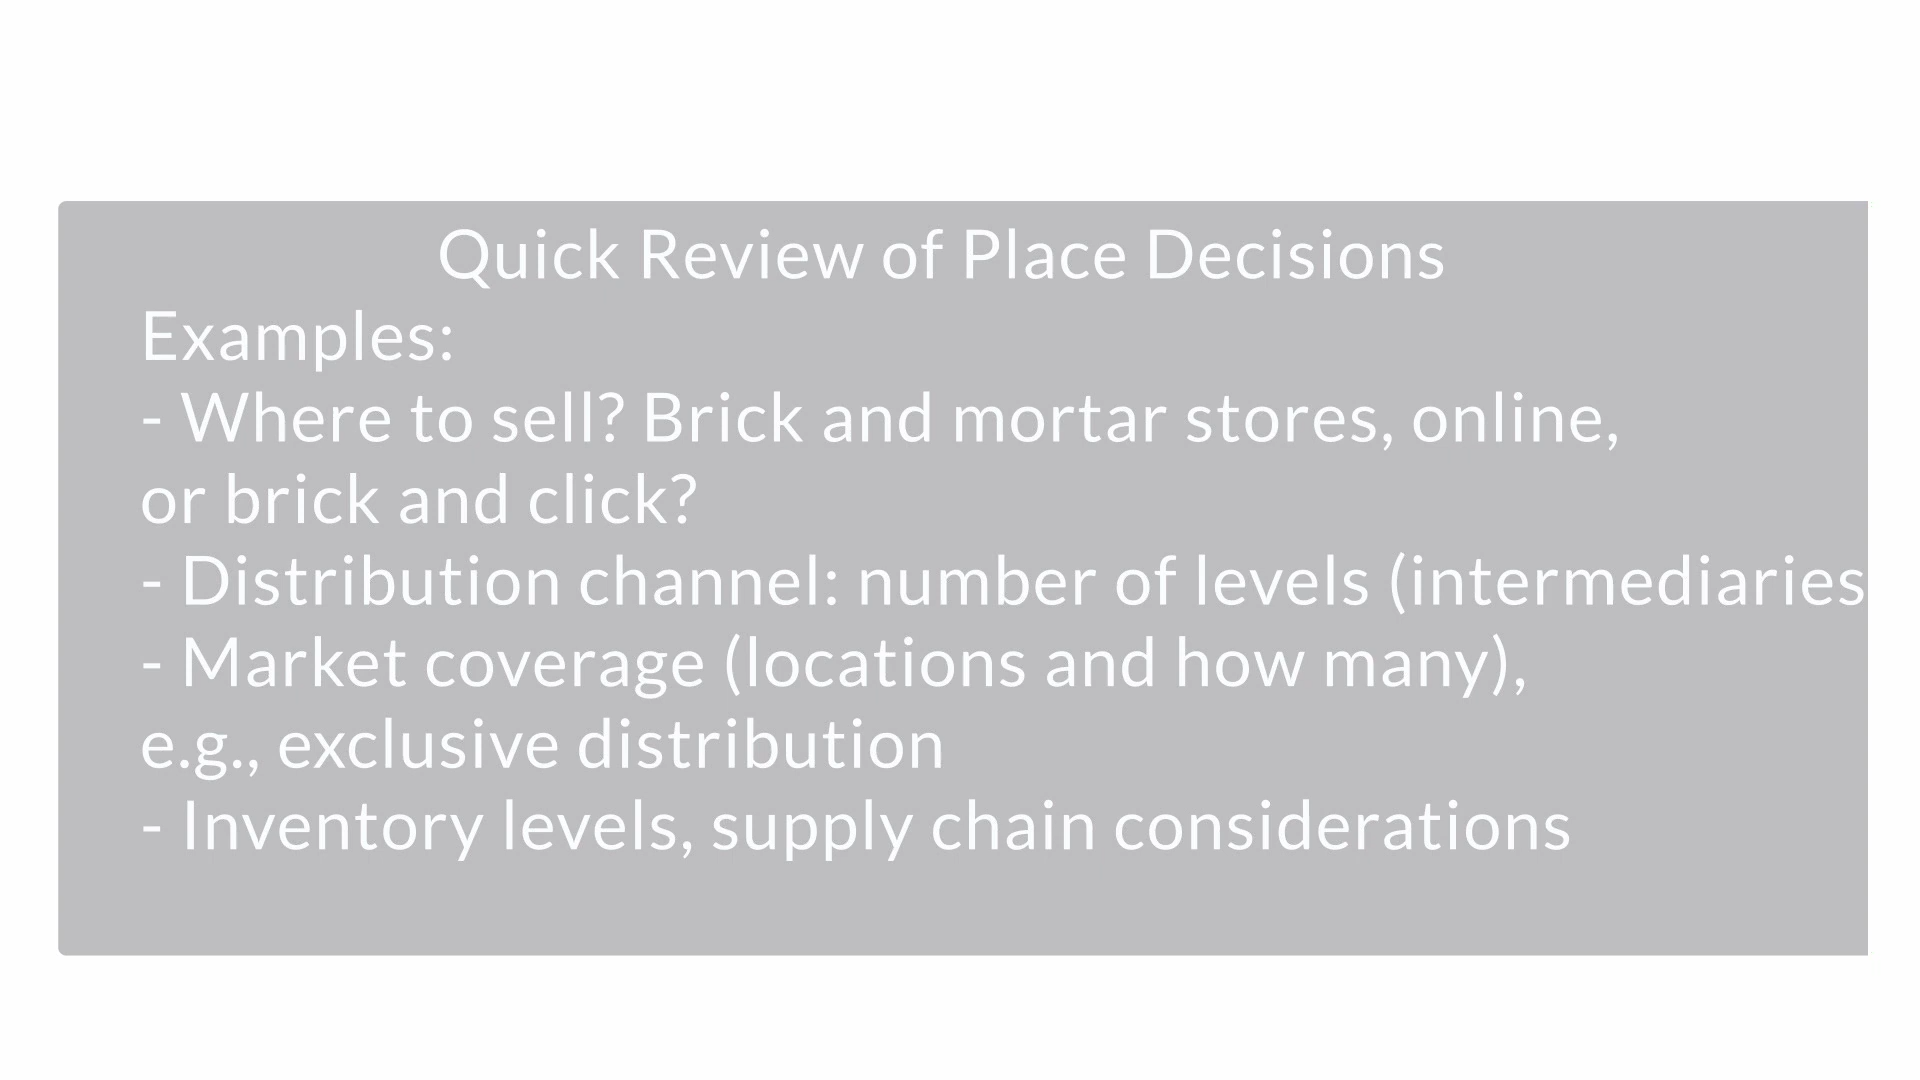 Quick Review of Place Decisions
Examples:
- Where to sell? Brick and mortar stores, online,
or brick and click?
- Distribution channel: number of levels (intermediaries
- Market coverage (locations and how many),
e.g., exclusive distribution
- Inventory levels, supply chain considerations